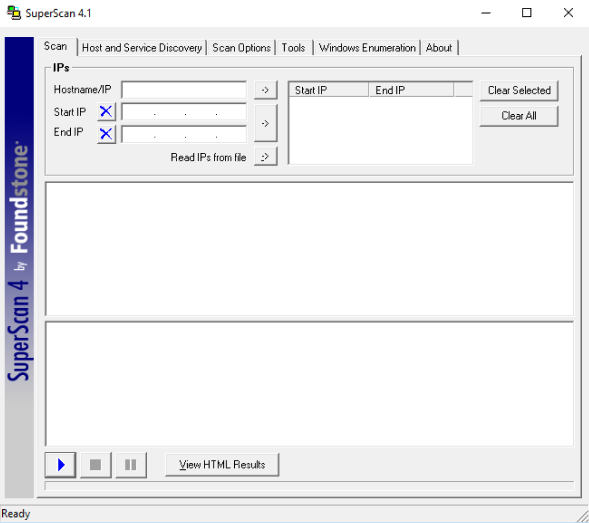 SuperScan 4.1
Scan Host and Service Discovery Scan Options Tools Windows Enumeration About
IPs
Hostname/IP
->
Start IP End IP
Clear Selected
Start IP
. . .
->
Clear All
End IP
. . .
Read IPs from file
->
SuperScan 4 by Foundstone
View HTML Results
Ready